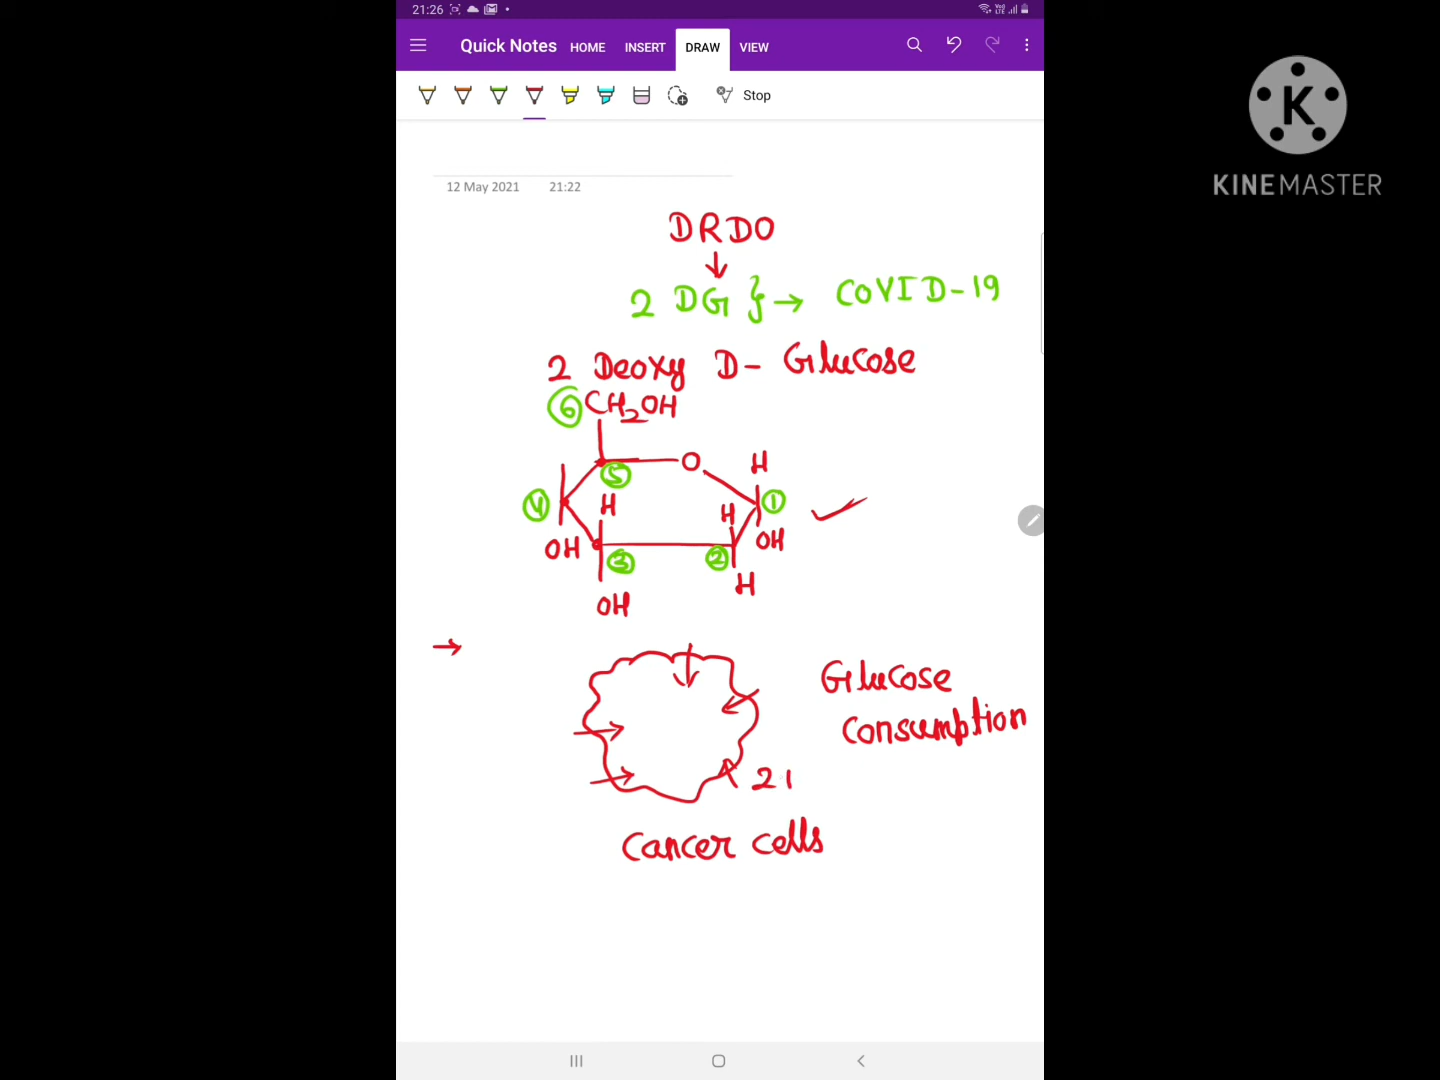 21:26
Quick Notes HOME INSERT DRAW VIEW
Stop
KINEMASTER
12 May 2021 21:22
DRDO
↓
2 DG } → COVID-19
2 Deoxy D- Glucose
6 CH2OH
5 O H
4 H H 1
OH 3 2 OH
OH H
→
Glucose
consumption
21
Cancer cells